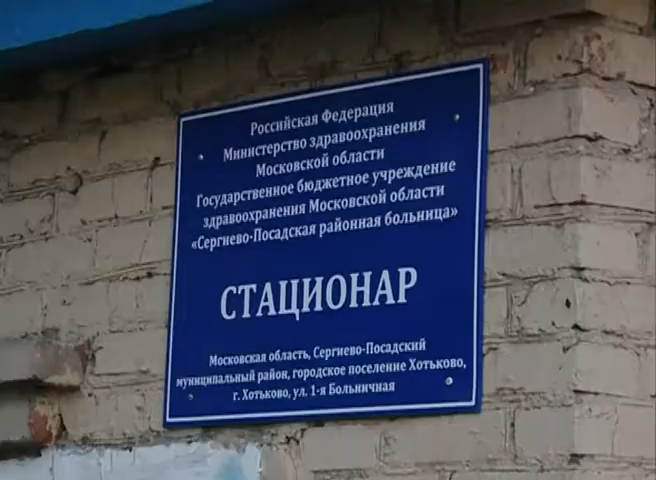 Российская Федерация
Министерство здравоохранения
Московской области
Государственное бюджетное учреждение
здравоохранения Московской области
«Сергиево-Посадская районная больница»
СТАЦИОНАР
Московская область, Сергиево-Посадский
муниципальный район, городское поселение Хотьково,
г. Хотьково, ул. 1-я Больничная